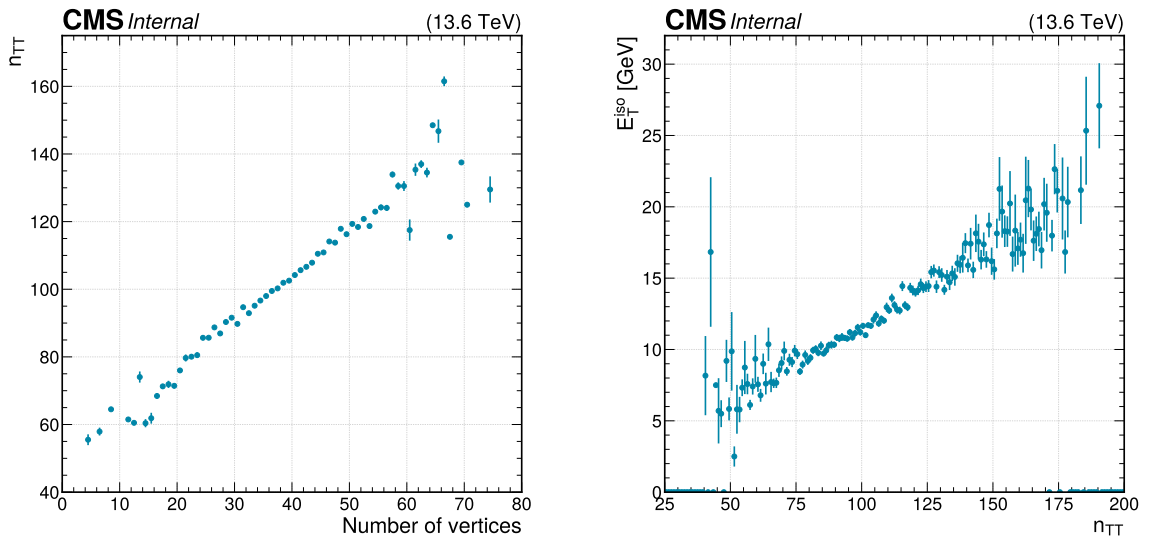 CMS Internal (13.6 TeV)
n_TT
160
140
120
100
80
60
40
0 10 20 30 40 50 60 70 80
Number of vertices
CMS Internal (13.6 TeV)
E_T^iso [GeV]
30
25
20
15
10
5
0
25 50 75 100 125 150 175 200
n_TT